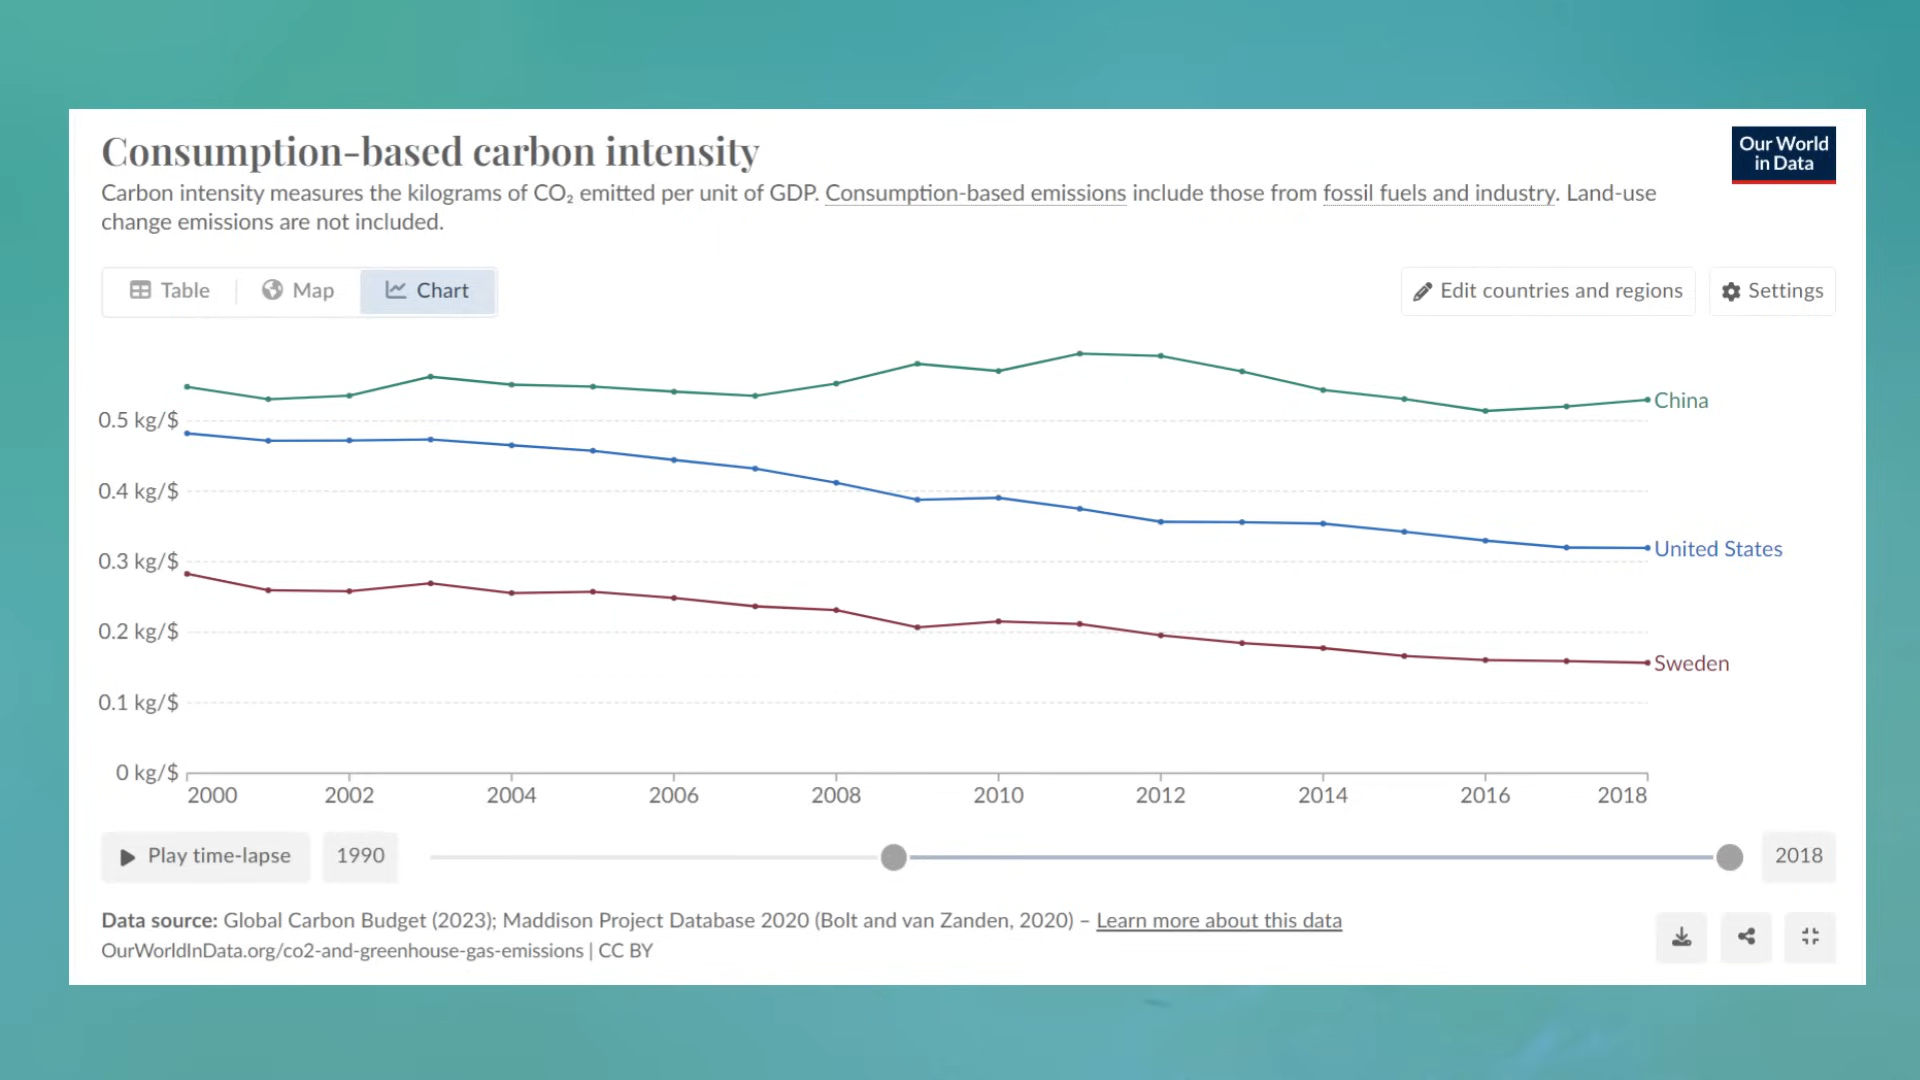 Consumption-based carbon intensity
Our World
in Data
Carbon intensity measures the kilograms of CO₂ emitted per unit of GDP. Consumption-based emissions include those from fossil fuels and industry. Land-use
change emissions are not included.
Table Map Chart Edit countries and regions Settings
China
0.5 kg/$
0.4 kg/$
United States
0.3 kg/$
0.2 kg/$
Sweden
0.1 kg/$
0 kg/$
2000 2002 2004 2006 2008 2010 2012 2014 2016 2018
Play time-lapse 1990 2018
Data source: Global Carbon Budget (2023); Maddison Project Database 2020 (Bolt and van Zanden, 2020) – Learn more about this data
OurWorldInData.org/co2-and-greenhouse-gas-emissions | CC BY